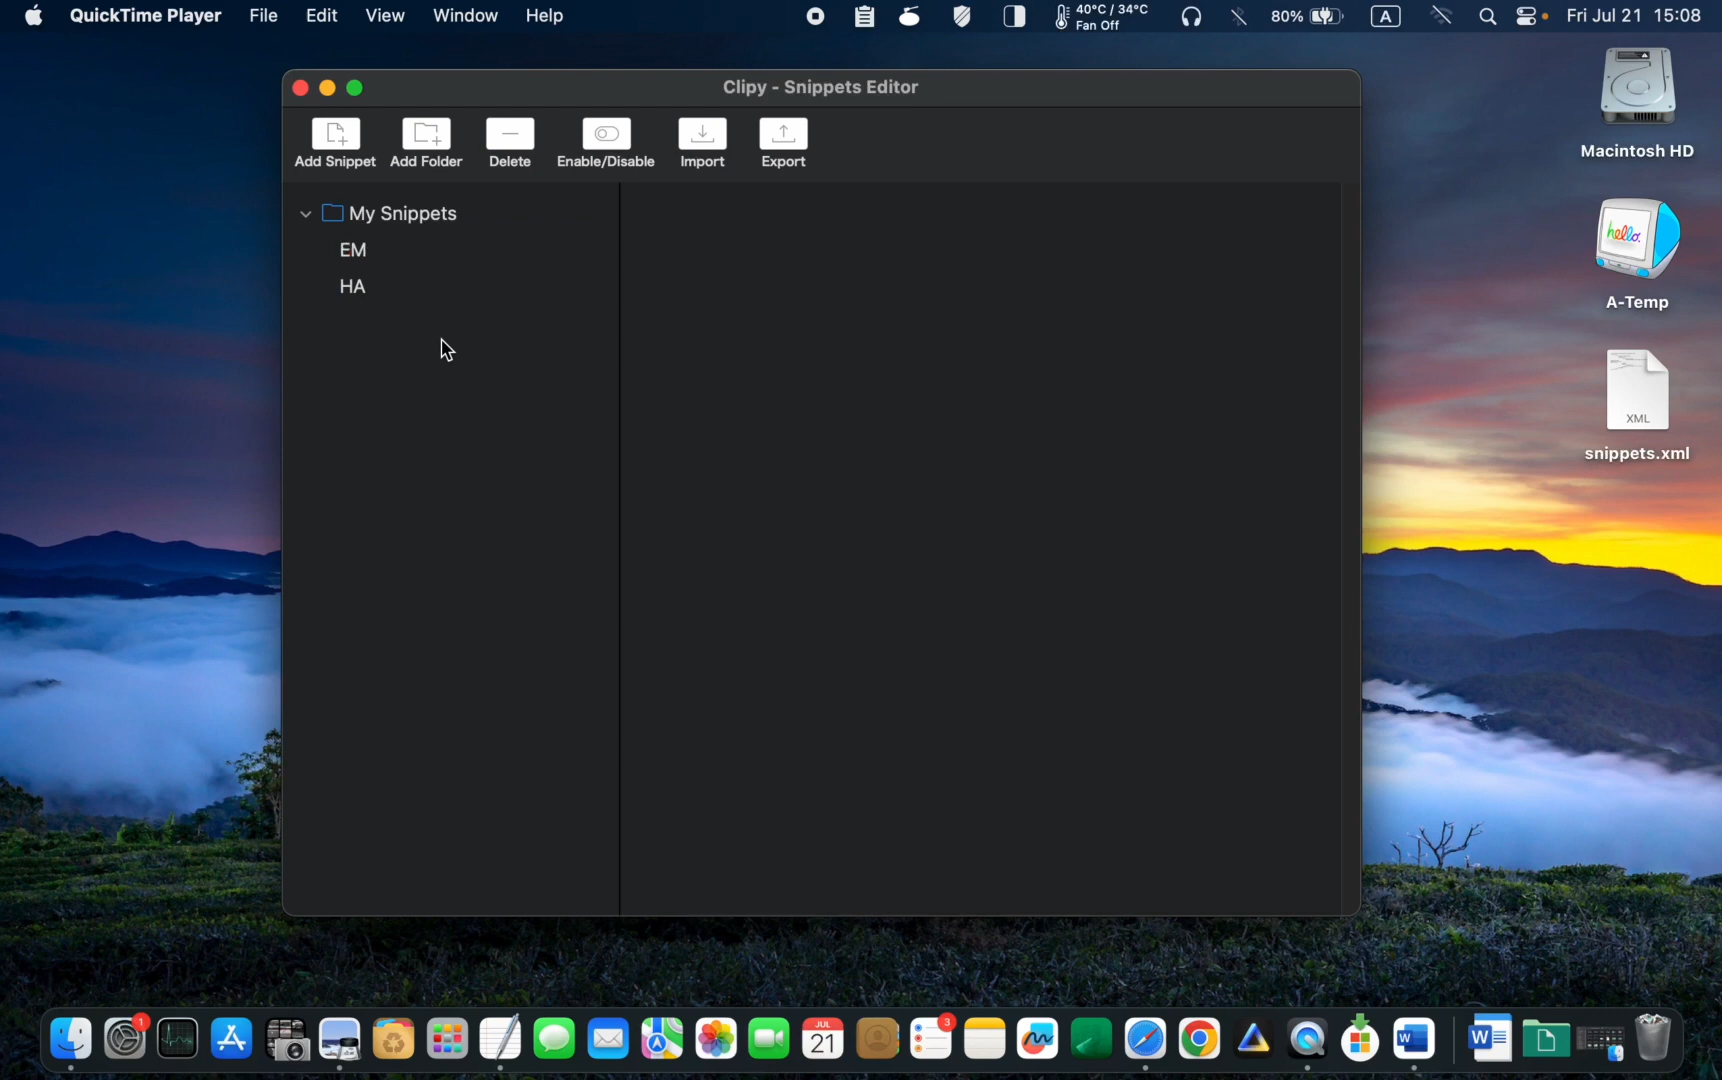 QuickTime Player File Edit View Window Help 40°C / 34°C Fan Off 80% A Fri Jul 21 15:08
Clipy - Snippets Editor
Add Snippet Add Folder Delete Enable/Disable Import Export
My Snippets
EM
HA
Macintosh HD
hello.
A-Temp
XML
snippets.xml
1
JUL
21
3
W
W